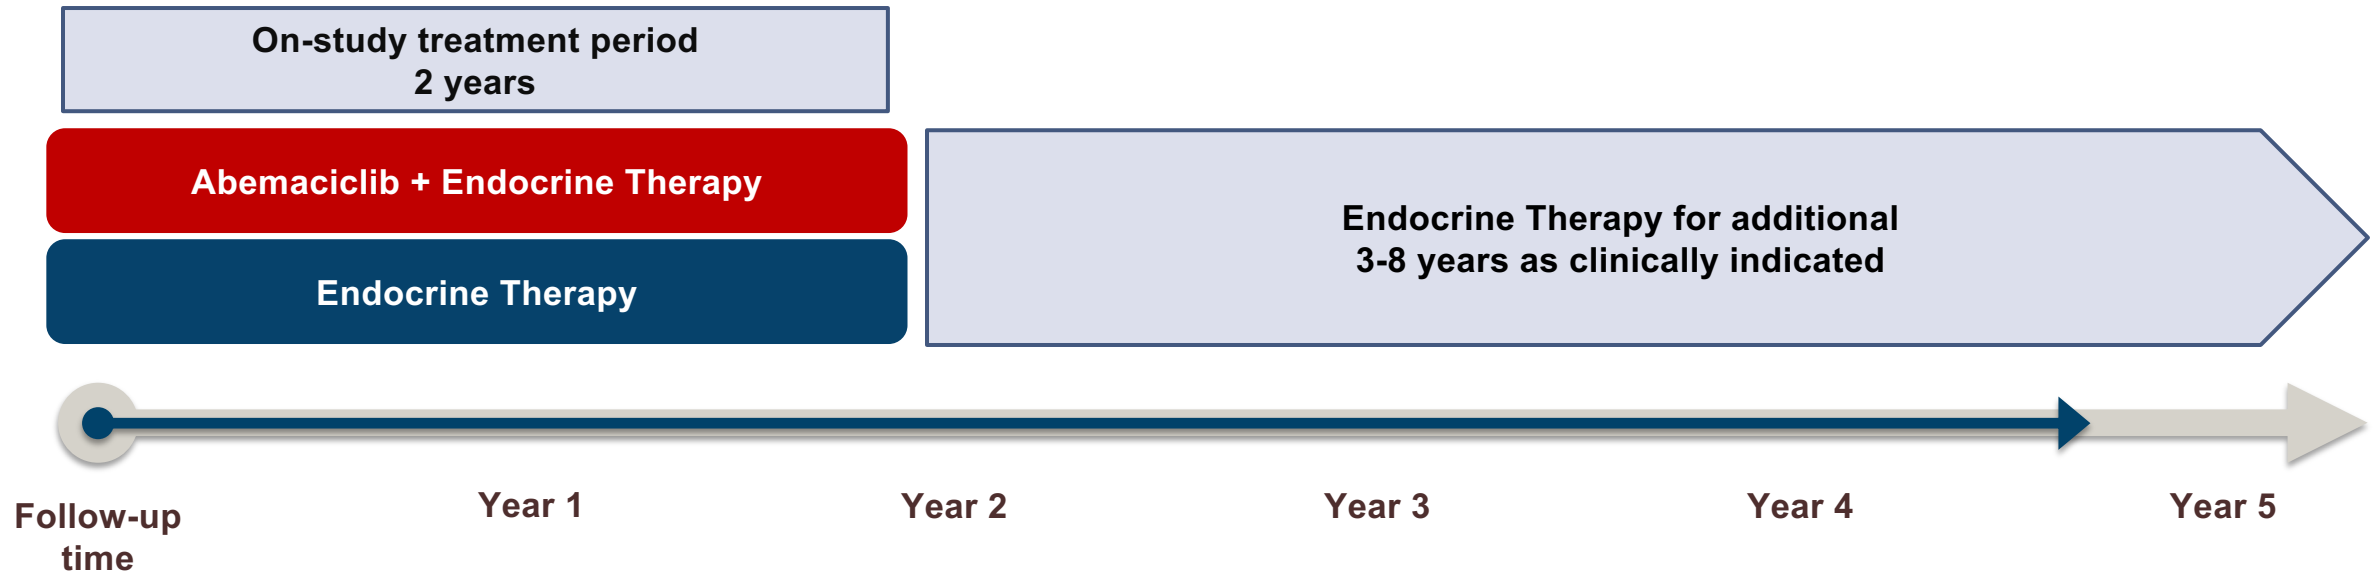 On-study treatment period
2 years
Abemaciclib + Endocrine Therapy
Endocrine Therapy
Endocrine Therapy for additional
3-8 years as clinically indicated
Follow-up
time
Year 1
Year 2
Year 3
Year 4
Year 5